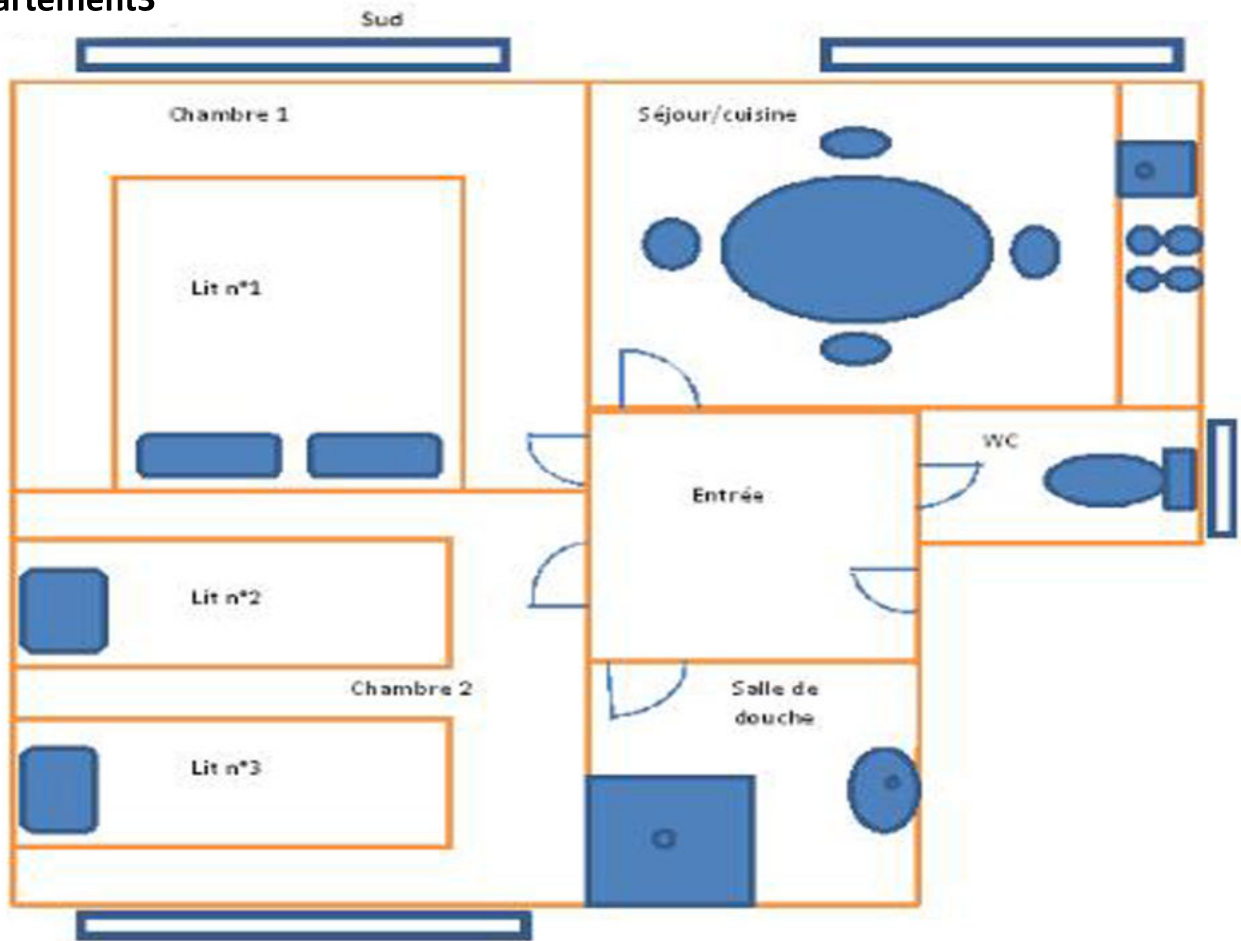 Sud
Chambre 1
Séjour/cuisine
Lit n°1
WC
Entrée
Lit n°2
Chambre 2
Salle de
douche
Lit n°3